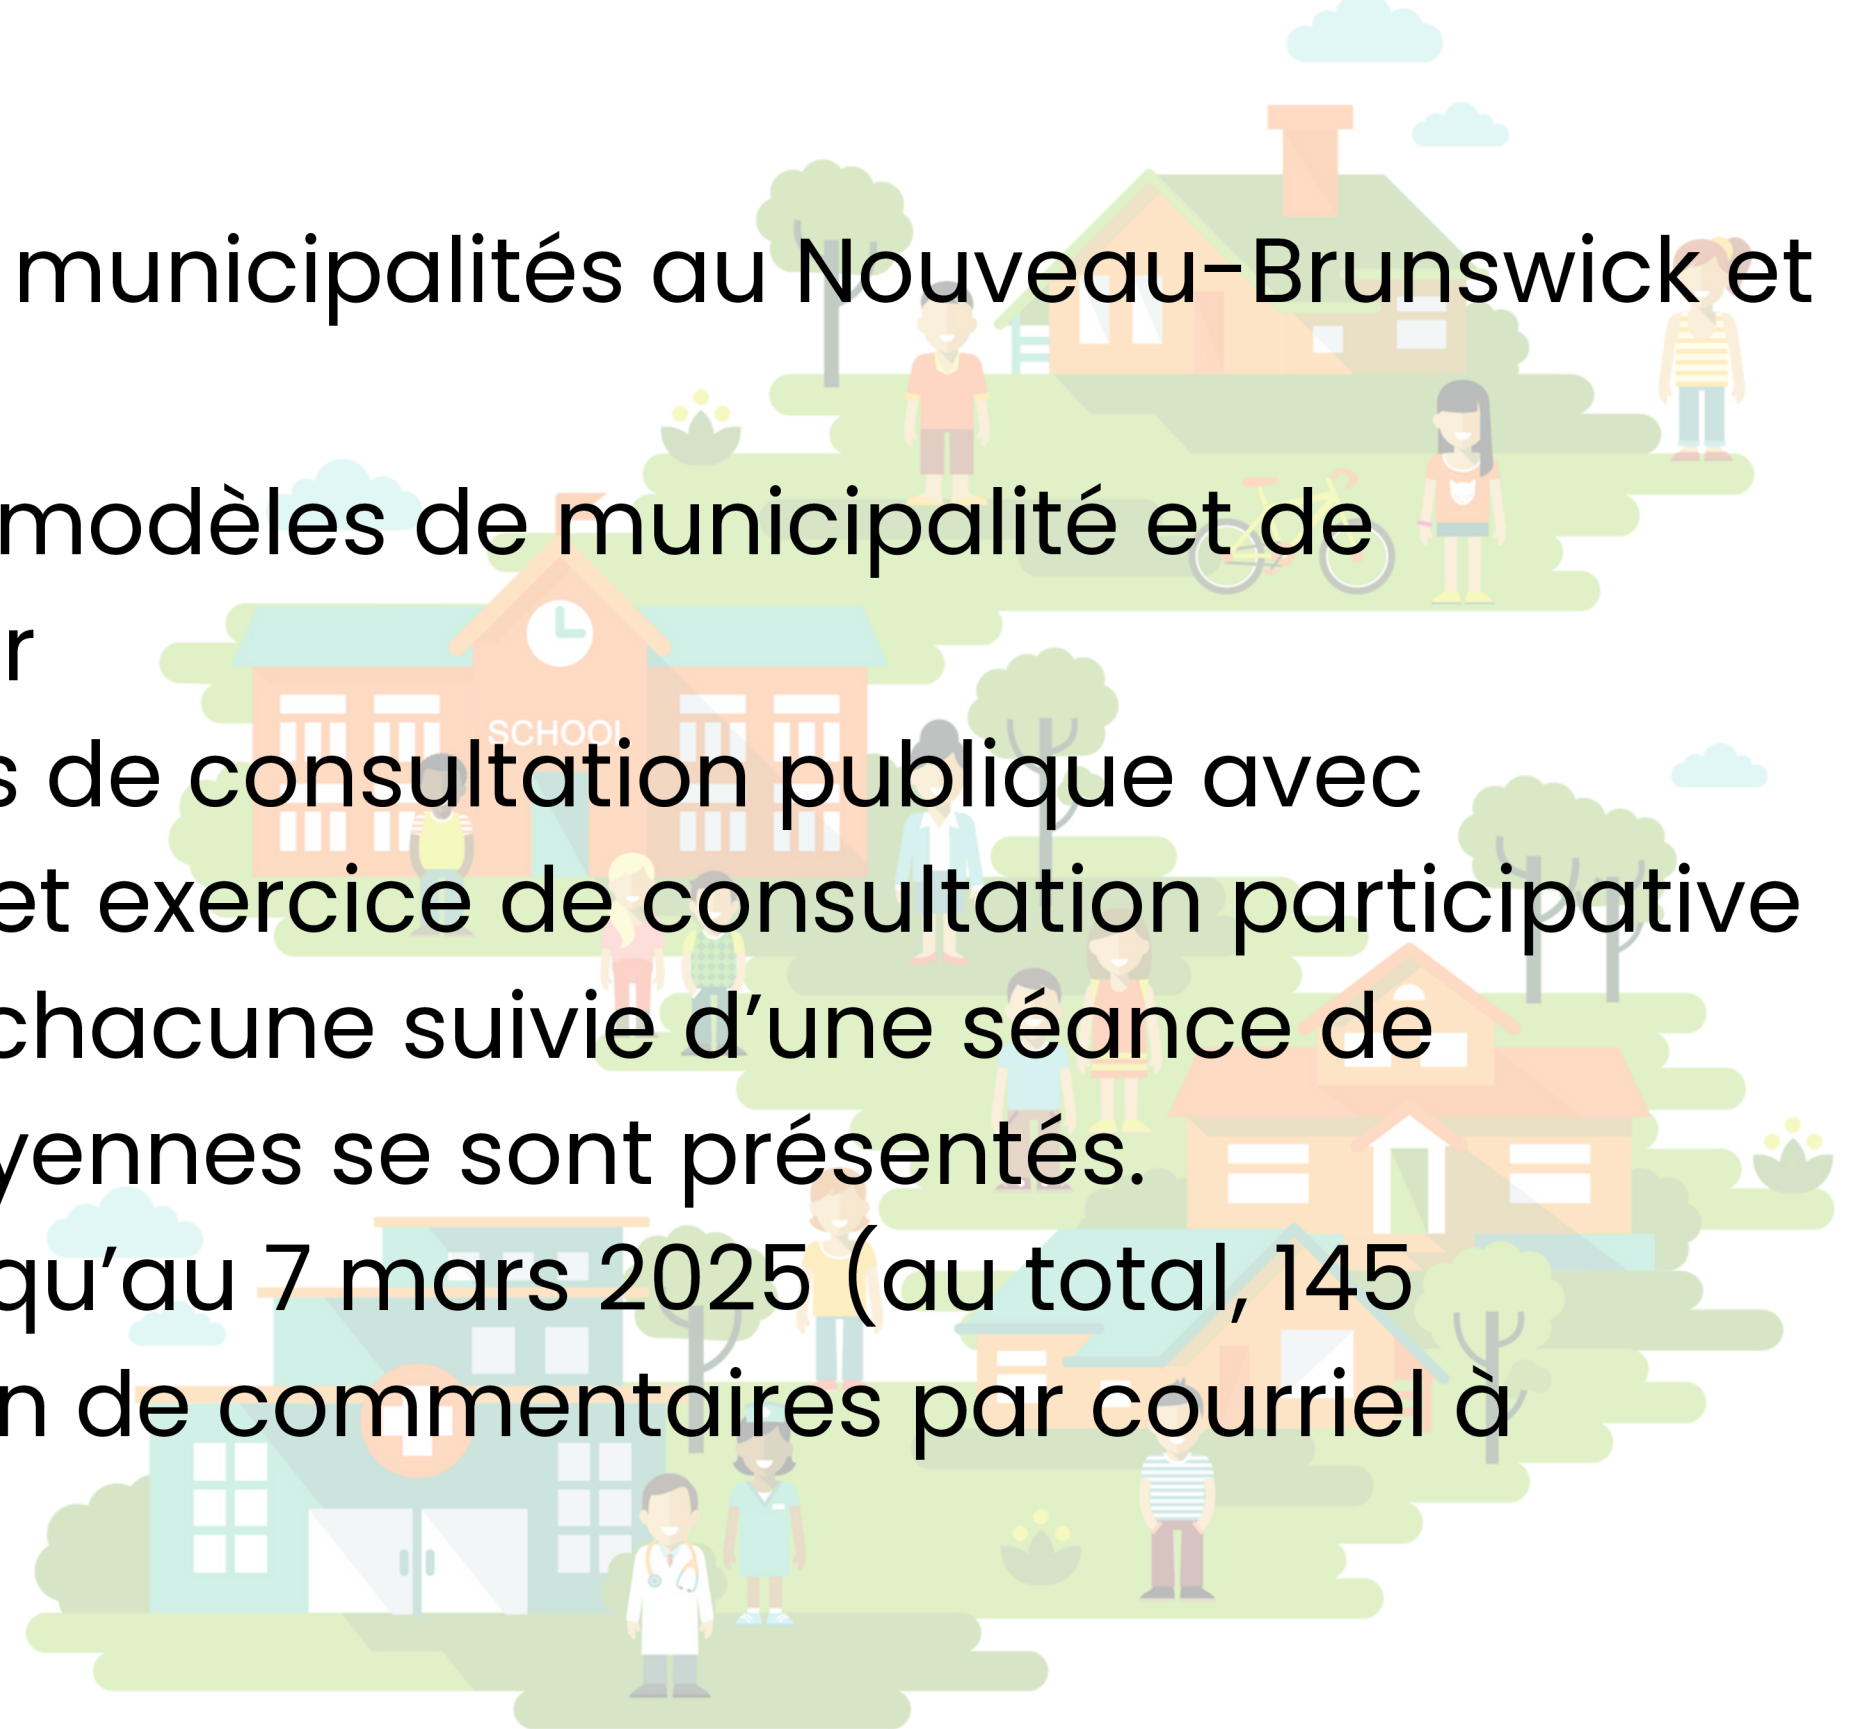 municipalités au Nouveau-Brunswick et
modèles de municipalité et de
r
SCHOOL
s de consultation publique avec
et exercice de consultation participative
chacune suivie d’une séance de
yennes se sont présentés.
qu’au 7 mars 2025 (au total, 145
n de commentaires par courriel à